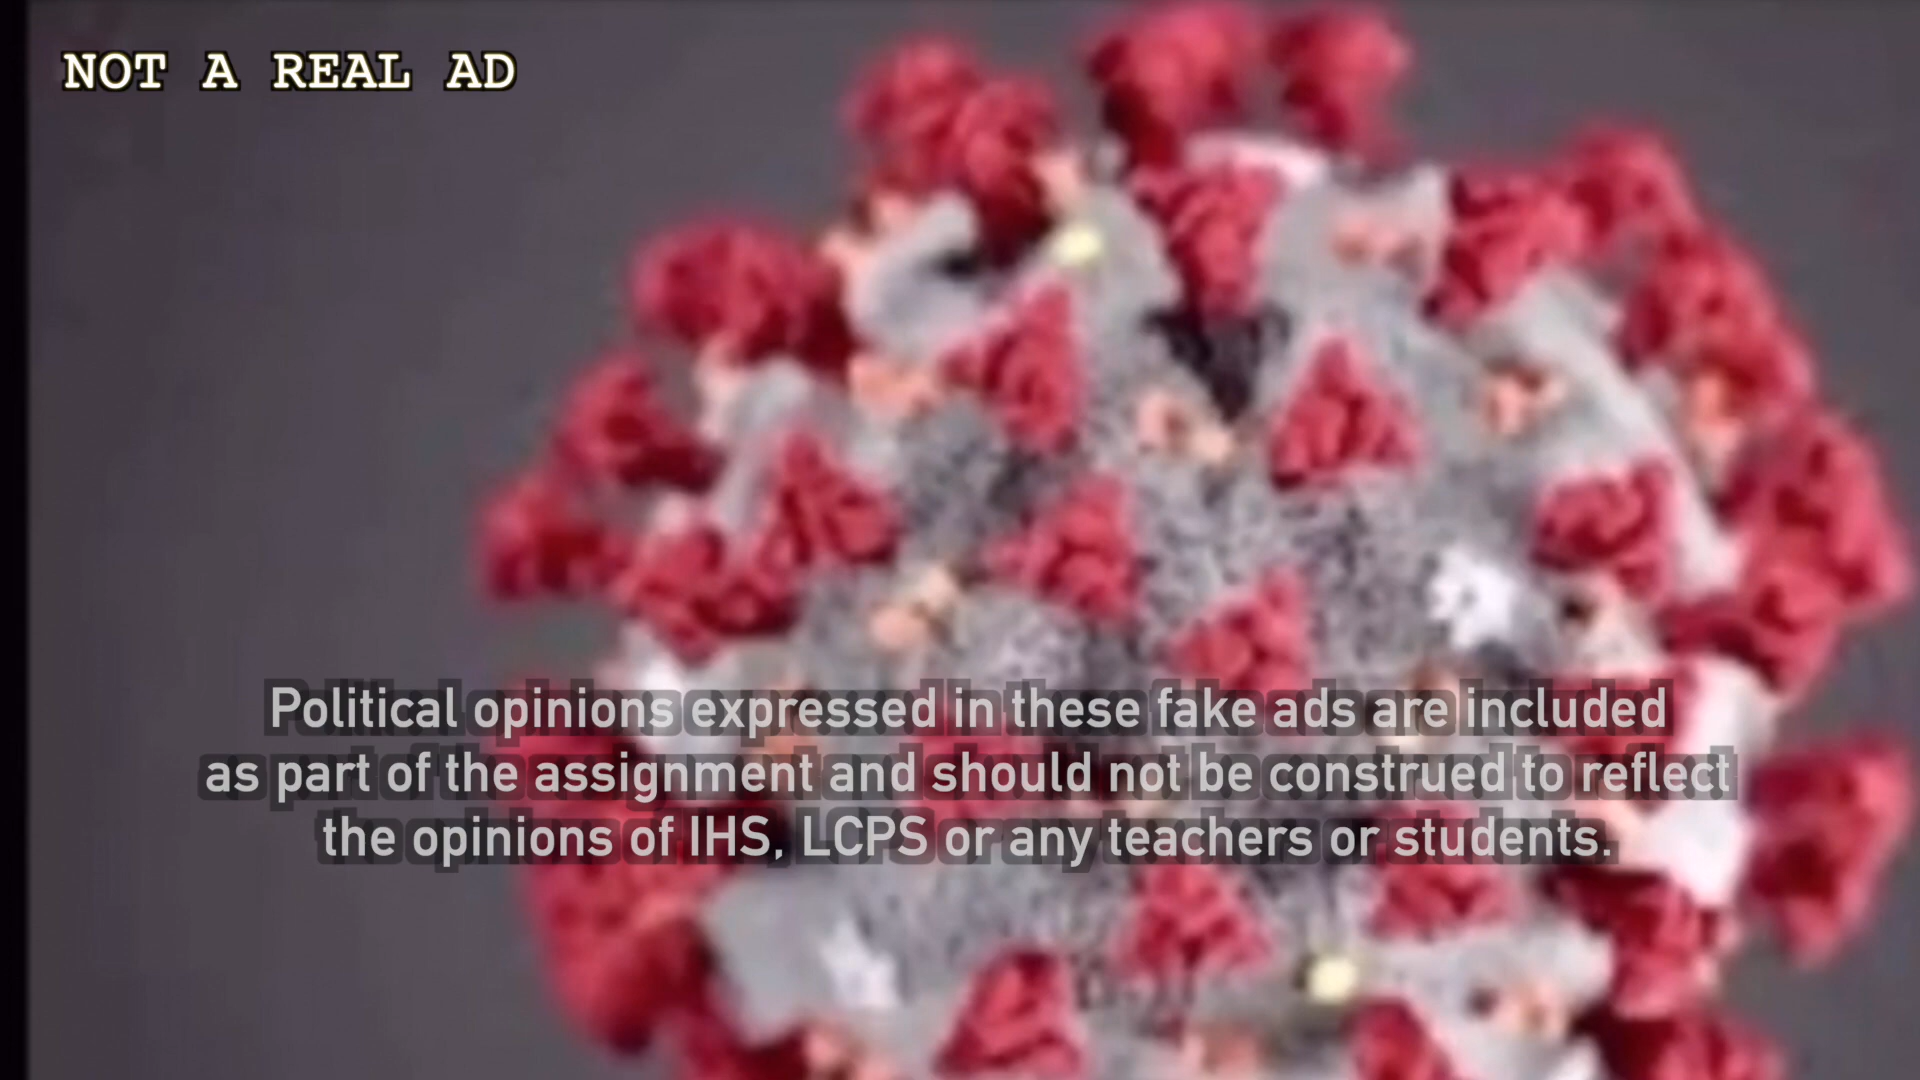 NOT A REAL AD
Political opinions expressed in these fake ads are included
as part of the assignment and should not be construed to reflect
the opinions of IHS, LCPS or any teachers or students.